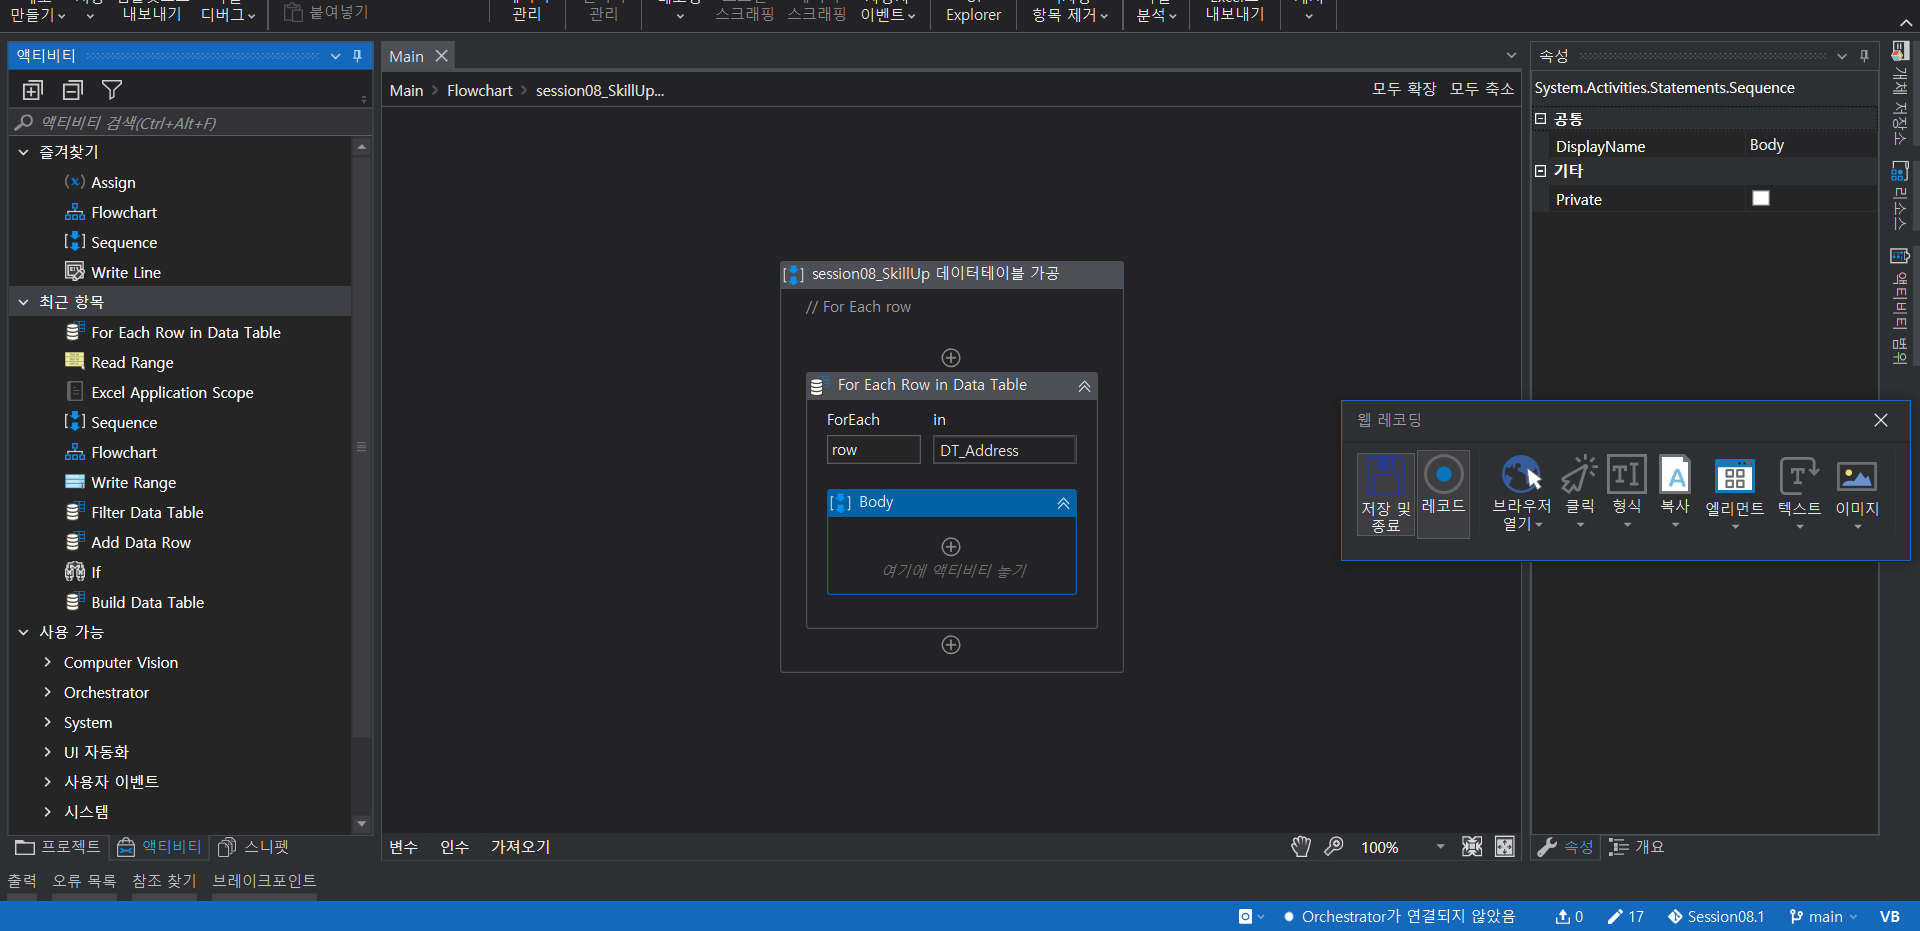 만들기
내보내기
디버그
붙여넣기
관리
관리
스크래핑
스크래핑
이벤트
Explorer
항목 제거
분석
내보내기
액티비티
액티비티 검색(Ctrl+Alt+F)
즐겨찾기
Assign
Flowchart
Sequence
Write Line
최근 항목
For Each Row in Data Table
Read Range
Excel Application Scope
Sequence
Flowchart
Write Range
Filter Data Table
Add Data Row
If
Build Data Table
사용 가능
Computer Vision
Orchestrator
System
UI 자동화
사용자 이벤트
시스템
프로젝트 액티비티 스니펫
Main
Main > Flowchart > session08_SkillUp...
모두 확장 모두 축소
session08_SkillUp 데이터테이블 가공
// For Each row
For Each Row in Data Table
ForEach in
row DT_Address
Body
여기에 액티비티 놓기
변수 인수 가져오기
100%
속성
System.Activities.Statements.Sequence
공통
DisplayName Body
기타
Private
속성 개요
개체 저장소
리소스
액티비티 범위
웹 레코딩
저장 및 종료
레코드
브라우저 열기
클릭
형식
복사
엘리먼트
텍스트
이미지
출력 오류 목록 참조 찾기 브레이크포인트
Orchestrator가 연결되지 않았음 0 17 Session08.1 main VB